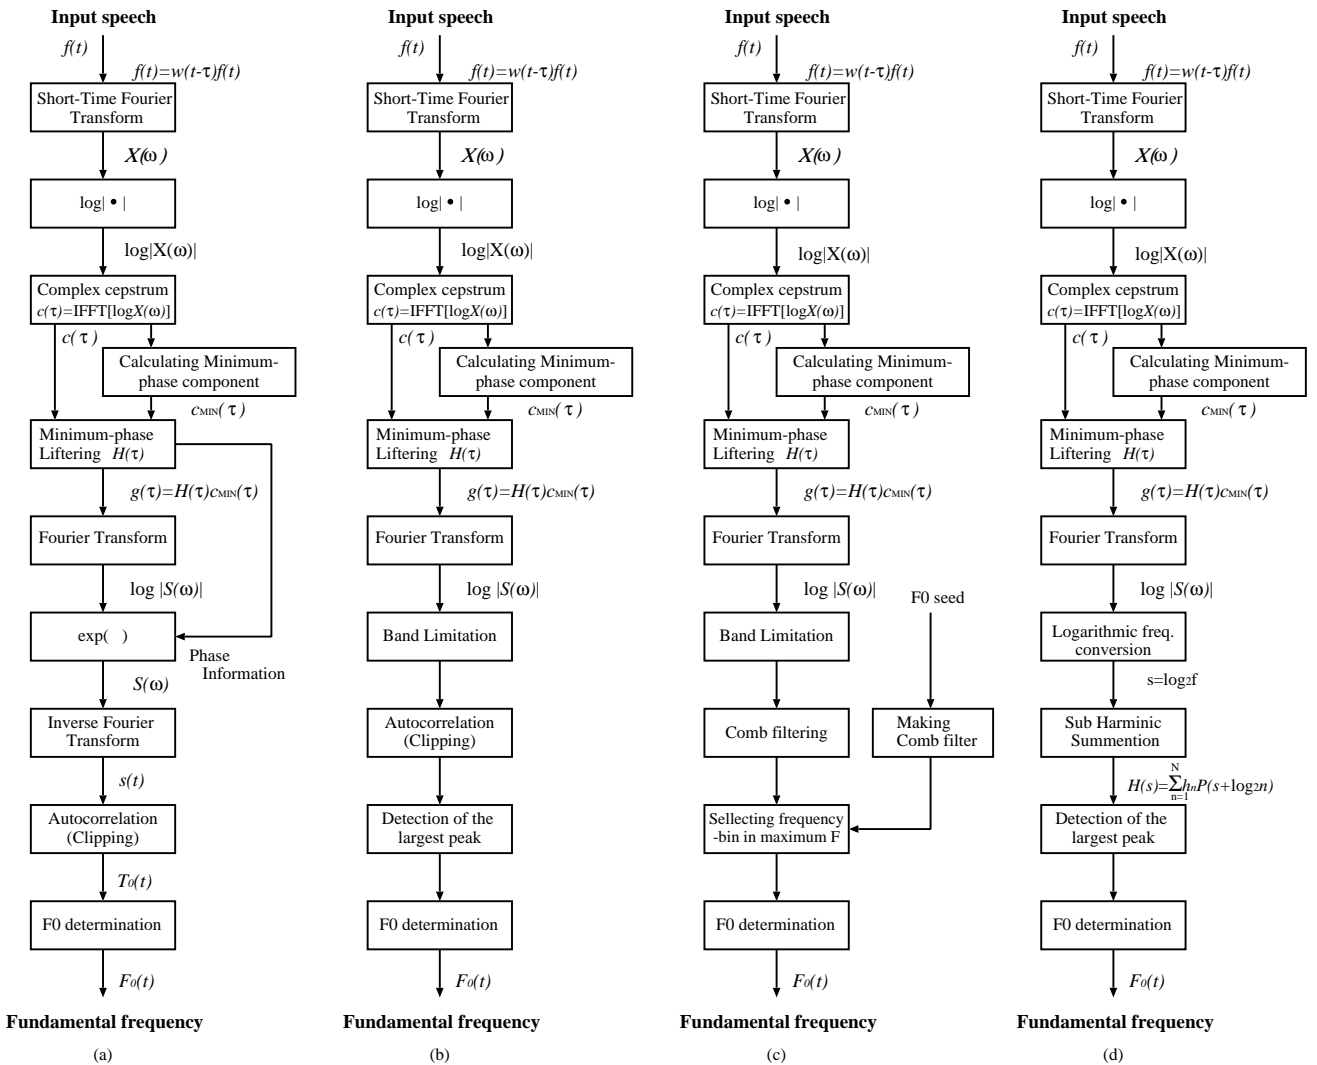 Input speech
f(t)
f(t)=w(t-τ)f(t)
Short-Time Fourier
Transform
X(ω)
log| • |
log|X(ω)|
Complex cepstrum
c(τ)=IFFT[logX(ω)]
c(τ)
Calculating Minimum-
phase component
cMIN(τ)
Minimum-phase
Liftering H(τ)
g(τ)=H(τ)cMIN(τ)
Fourier Transform
log |S(ω)|
exp( )
Phase
Information
S(ω)
Inverse Fourier
Transform
s(t)
Autocorrelation
(Clipping)
T0(t)
F0 determination
F0(t)
Fundamental frequency
(a)
Input speech
f(t)
f(t)=w(t-τ)f(t)
Short-Time Fourier
Transform
X(ω)
log| • |
log|X(ω)|
Complex cepstrum
c(τ)=IFFT[logX(ω)]
c(τ)
Calculating Minimum-
phase component
cMIN(τ)
Minimum-phase
Liftering H(τ)
g(τ)=H(τ)cMIN(τ)
Fourier Transform
log |S(ω)|
Band Limitation
Autocorrelation
(Clipping)
Detection of the
largest peak
F0 determination
F0(t)
Fundamental frequency
(b)
Input speech
f(t)
f(t)=w(t-τ)f(t)
Short-Time Fourier
Transform
X(ω)
log| • |
log|X(ω)|
Complex cepstrum
c(τ)=IFFT[logX(ω)]
c(τ)
Calculating Minimum-
phase component
cMIN(τ)
Minimum-phase
Liftering H(τ)
g(τ)=H(τ)cMIN(τ)
Fourier Transform
log |S(ω)|
F0 seed
Band Limitation
Comb filtering
Making
Comb filter
Sellecting frequency
-bin in maximum F
F0 determination
F0(t)
Fundamental frequency
(c)
Input speech
f(t)
f(t)=w(t-τ)f(t)
Short-Time Fourier
Transform
X(ω)
log| • |
log|X(ω)|
Complex cepstrum
c(τ)=IFFT[logX(ω)]
c(τ)
Calculating Minimum-
phase component
cMIN(τ)
Minimum-phase
Liftering H(τ)
g(τ)=H(τ)cMIN(τ)
Fourier Transform
log |S(ω)|
Logarithmic freq.
conversion
s=log2f
Sub Harminic
Summention
N
H(s)=ΣhnP(s+log2n)
n=1
Detection of the
largest peak
F0 determination
F0(t)
Fundamental frequency
(d)